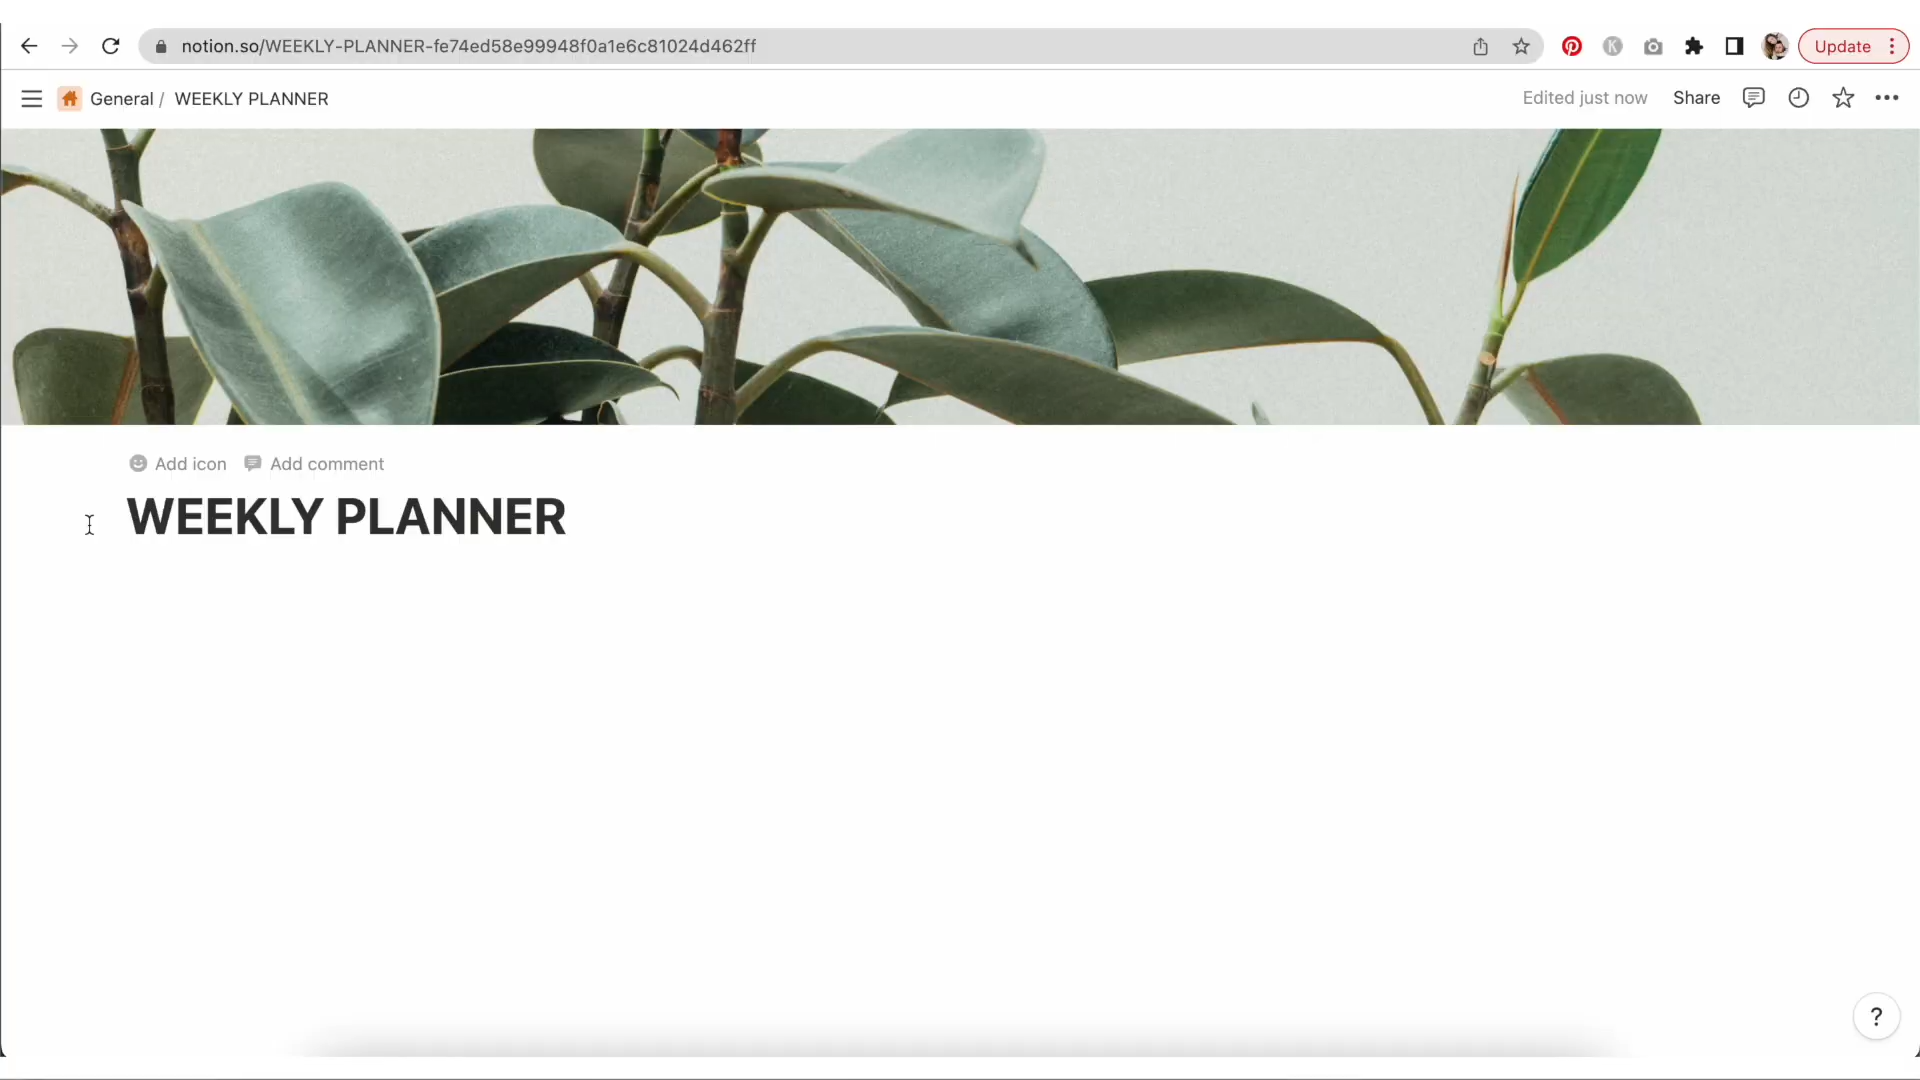 notion.so/WEEKLY-PLANNER-fe74ed58e99948f0a1e6c81024d462ff
Update
General / WEEKLY PLANNER
Edited just now
Share
Add icon
Add comment
WEEKLY PLANNER
?